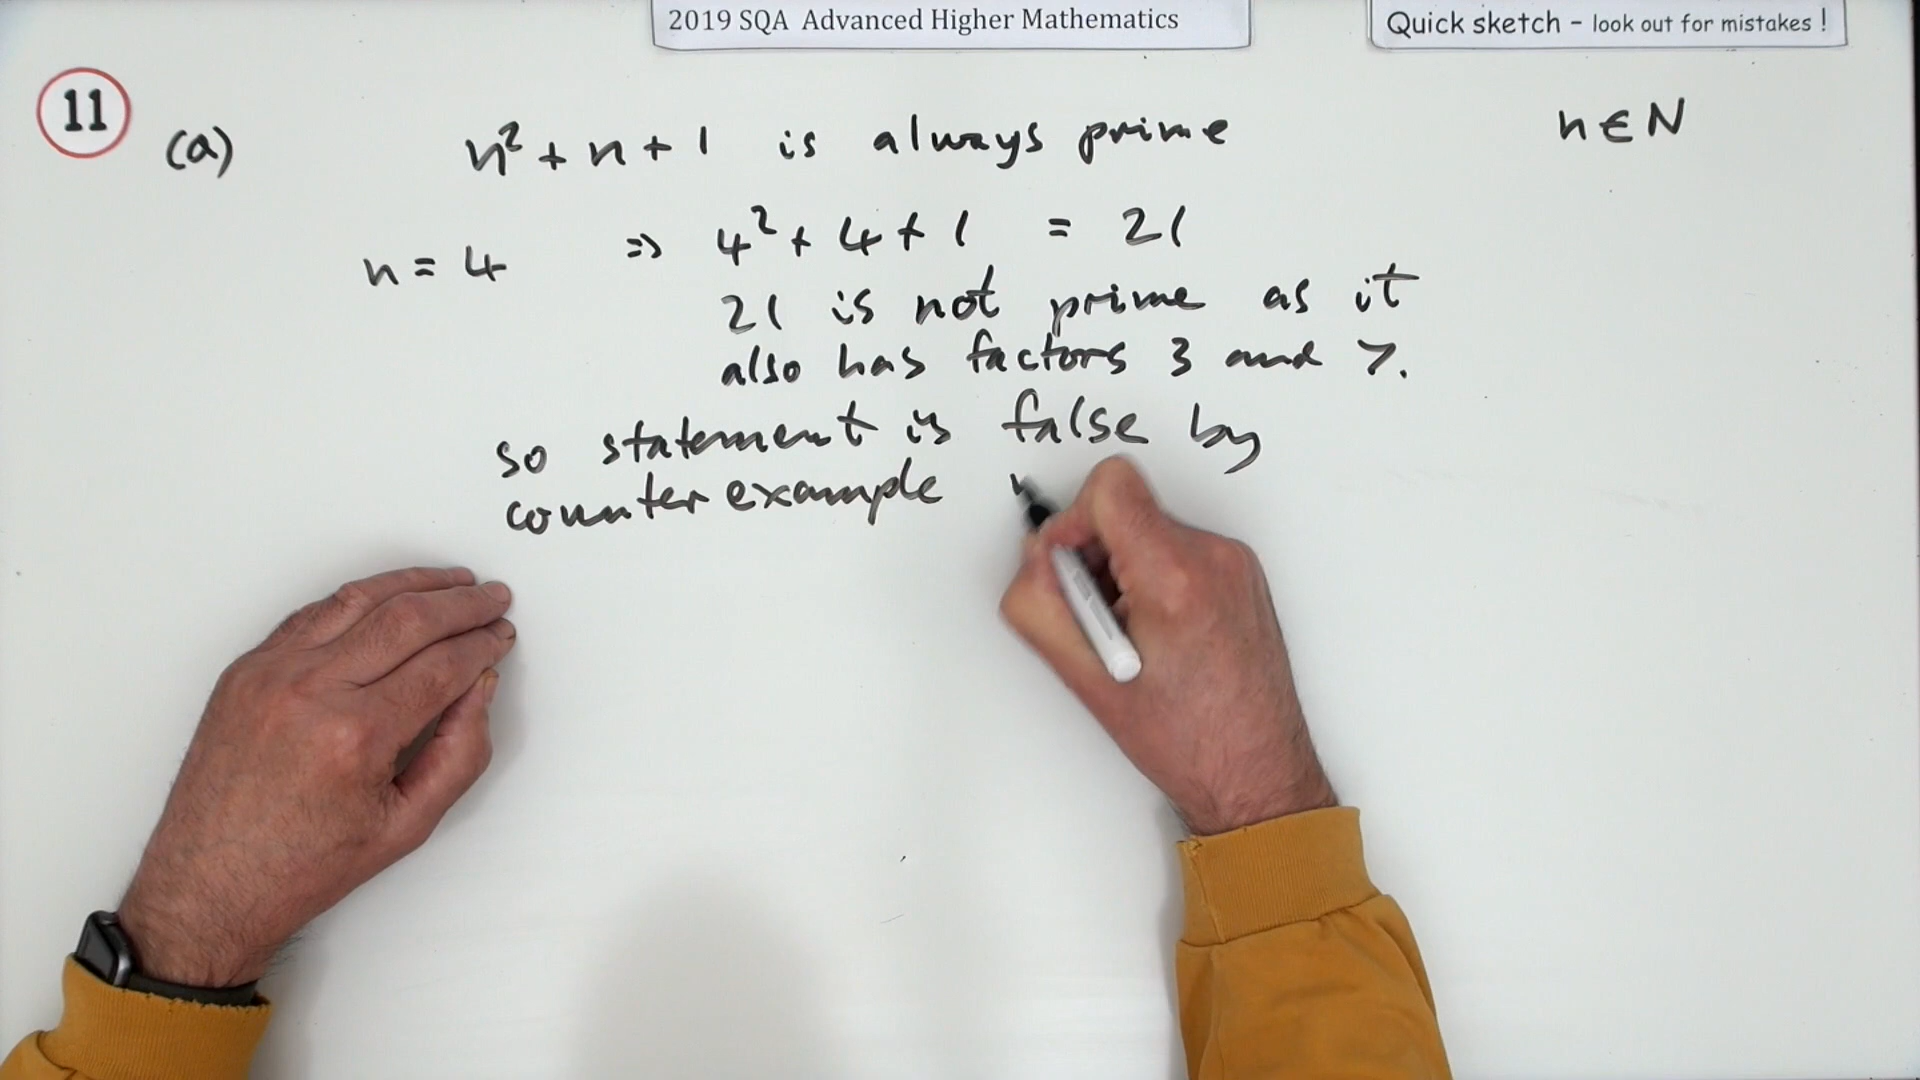 2019 SQA Advanced Higher Mathematics
Quick sketch - look out for mistakes !
11
(a) n² + n + 1 is always prime n ∈ N
n = 4 ⇒ 4² + 4 + 1 = 21
21 is not prime as it
also has factors 3 and 7.
so statement is false by
counter example